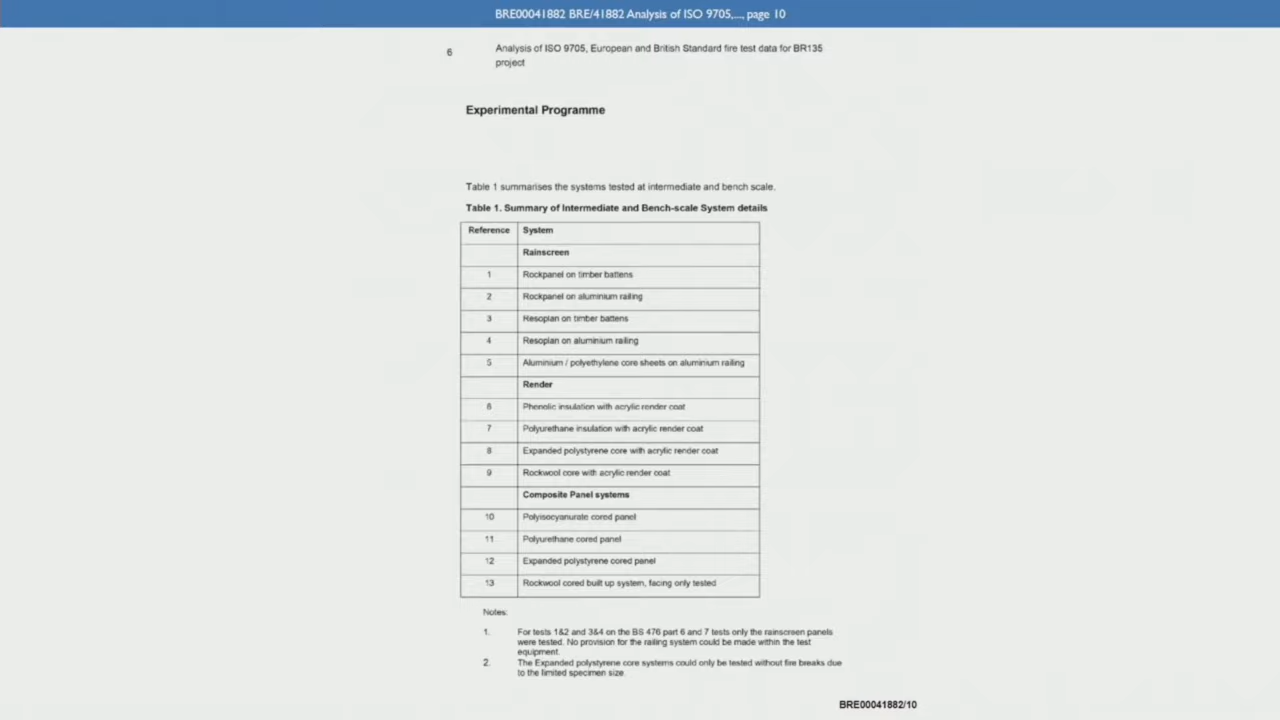 BRE00041882 BRE/41882 Analysis of ISO 9705,..., page 10
6 Analysis of ISO 9705, European and British Standard fire test data for BR135
project
Experimental Programme
Table 1 summarises the systems tested at intermediate and bench scale.
Table 1. Summary of Intermediate and Bench-scale System details
Reference System
Rainscreen
1 Rockpanel on timber battens
2 Rockpanel on aluminium railing
3 Resoplan on timber battens
4 Resoplan on aluminium railing
5 Aluminium / polyethylene core sheets on aluminium railing
Render
6 Phenolic insulation with acrylic render coat
7 Polyurethane insulation with acrylic render coat
8 Expanded polystyrene core with acrylic render coat
9 Rockwool core with acrylic render coat
Composite Panel systems
10 Polyisocyanurate cored panel
11 Polyurethane cored panel
12 Expanded polystyrene cored panel
13 Rockwool cored built up system, facing only tested
Notes:
1. For tests 1&2 and 3&4 on the BS 476 part 6 and 7 tests only the rainscreen panels
were tested. No provision for the railing system could be made within the test
equipment.
2. The Expanded polystyrene core systems could only be tested without fire breaks due
to the limited specimen size.
BRE00041882/10